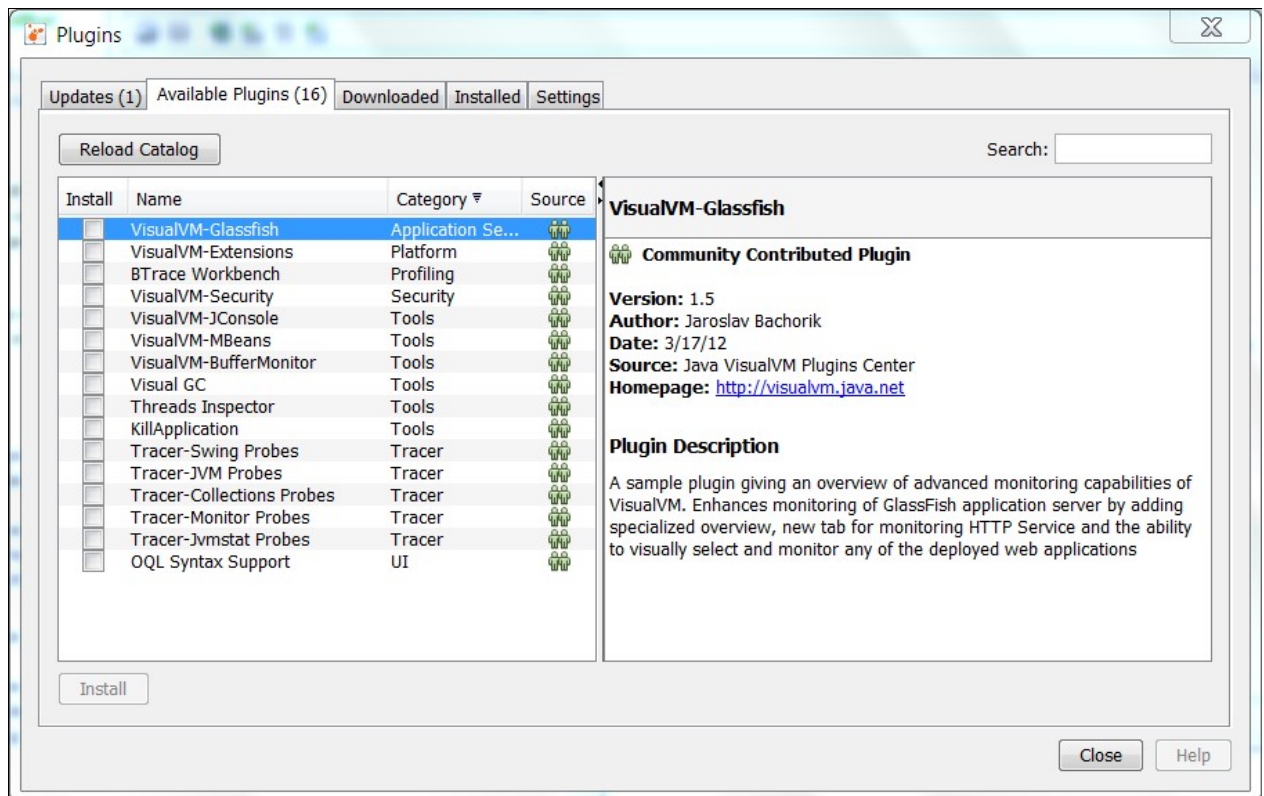 Plugins
Updates (1) Available Plugins (16) Downloaded Installed Settings
Reload Catalog
Search:
Install Name Category Source
VisualVM-Glassfish Application Se...
VisualVM-Extensions Platform
BTrace Workbench Profiling
VisualVM-Security Security
VisualVM-JConsole Tools
VisualVM-MBeans Tools
VisualVM-BufferMonitor Tools
Visual GC Tools
Threads Inspector Tools
KillApplication Tools
Tracer-Swing Probes Tracer
Tracer-JVM Probes Tracer
Tracer-Collections Probes Tracer
Tracer-Monitor Probes Tracer
Tracer-Jvmstat Probes Tracer
OQL Syntax Support UI
VisualVM-Glassfish
Community Contributed Plugin
Version: 1.5
Author: Jaroslav Bachorik
Date: 3/17/12
Source: Java VisualVM Plugins Center
Homepage: http://visualvm.java.net
Plugin Description
A sample plugin giving an overview of advanced monitoring capabilities of
VisualVM. Enhances monitoring of GlassFish application server by adding
specialized overview, new tab for monitoring HTTP Service and the ability
to visually select and monitor any of the deployed web applications
Install
Close Help